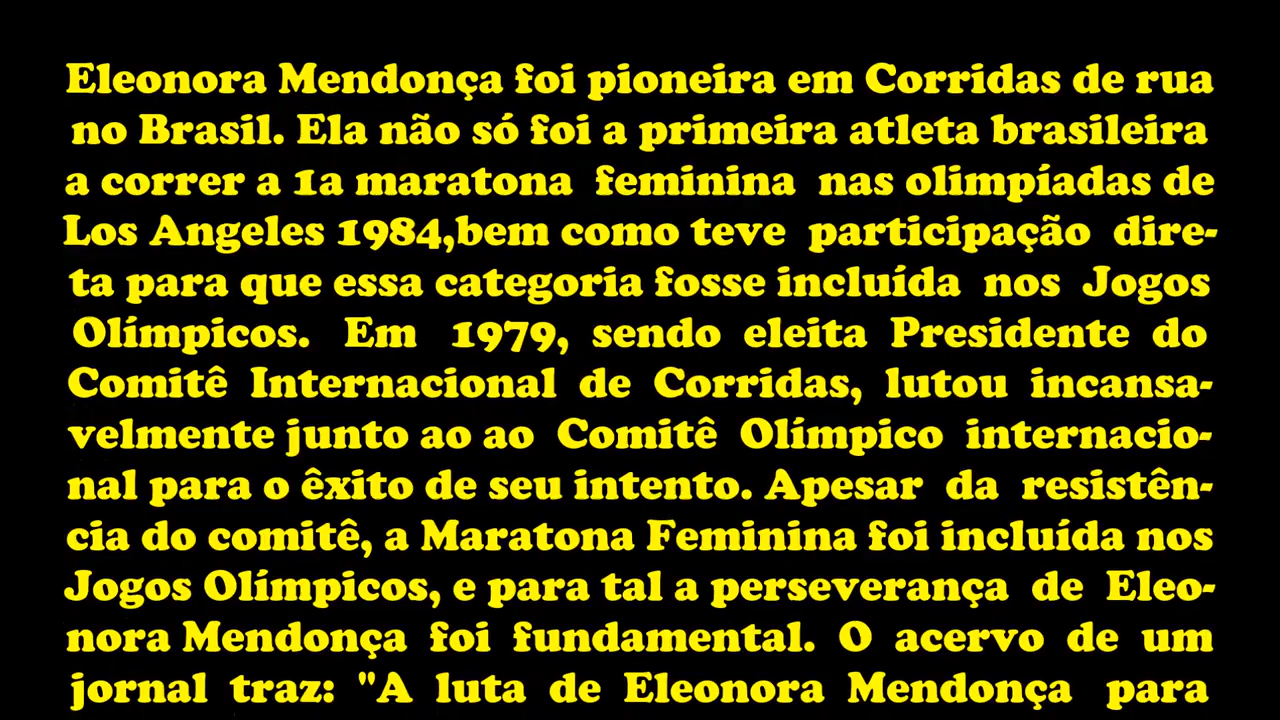 Eleonora Mendonça foi pioneira em Corridas de rua
no Brasil. Ela não só foi a primeira atleta brasileira
a correr a 1a maratona feminina nas olimpíadas de
Los Angeles 1984,bem como teve participação dire-
ta para que essa categoria fosse incluída nos Jogos
Olímpicos. Em 1979, sendo eleita Presidente do
Comitê Internacional de Corridas, lutou incansa-
velmente junto ao ao Comitê Olímpico internacio-
nal para o êxito de seu intento. Apesar da resistên-
cia do comitê, a Maratona Feminina foi incluída nos
Jogos Olímpicos, e para tal a perseverança de Eleo-
nora Mendonça foi fundamental. O acervo de um
jornal traz: "A luta de Eleonora Mendonça para